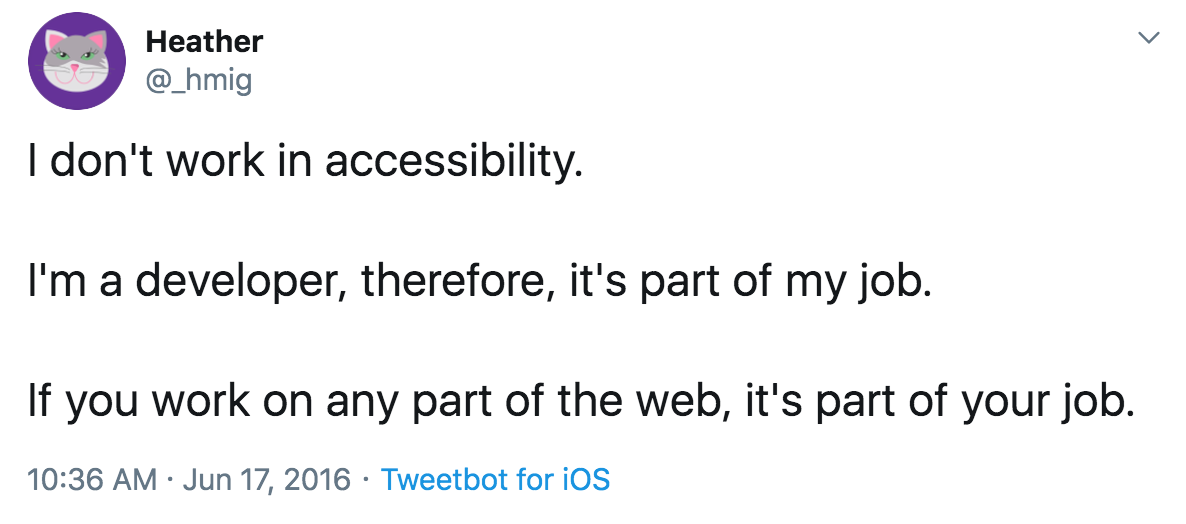 Heather
@_hmig
I don't work in accessibility.
I'm a developer, therefore, it's part of my job.
If you work on any part of the web, it's part of your job.
10:36 AM · Jun 17, 2016 · Tweetbot for iOS